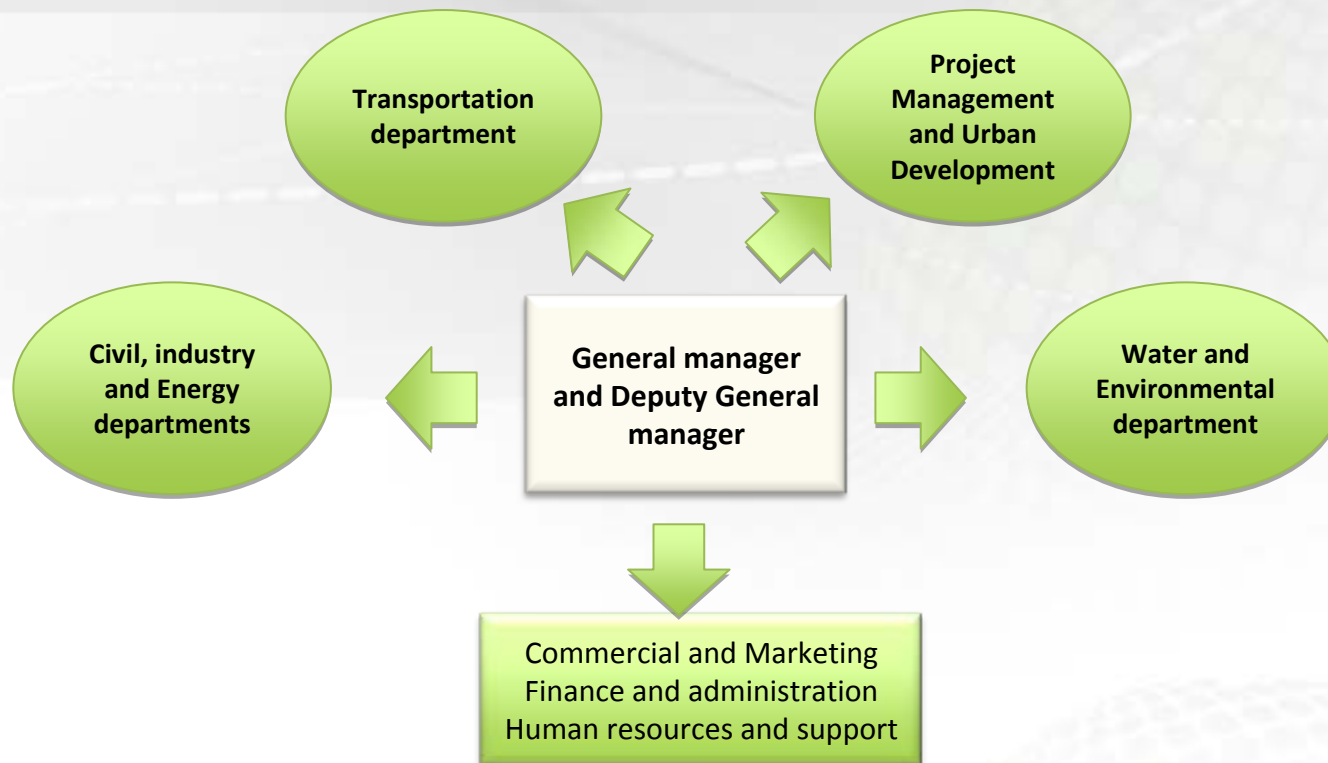 Transportation
department
Project
Management
and Urban
Development
Civil, industry
and Energy
departments
General manager
and Deputy General
manager
Water and
Environmental
department
Commercial and Marketing
Finance and administration
Human resources and support